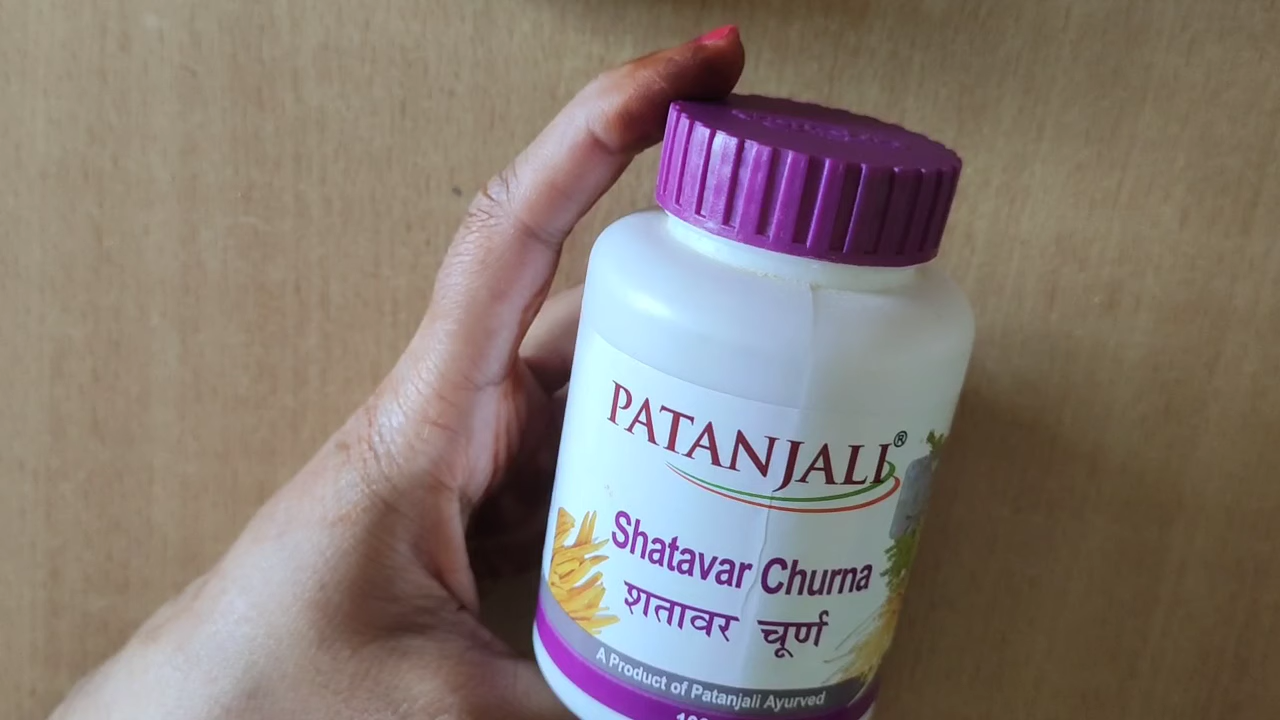 PATANJALI®
Shatavar Churna
शतावर चूर्ण
A Product of Patanjali Ayurved